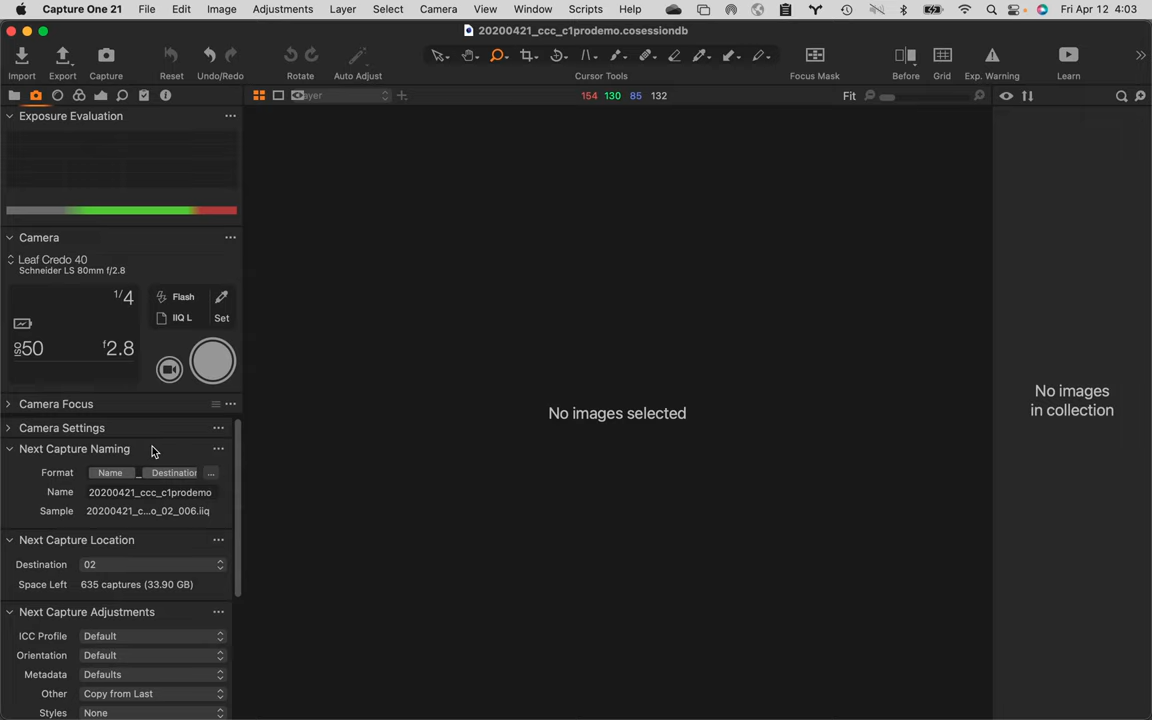 Capture One 21 File Edit Image Adjustments Layer Select Camera View Window Scripts Help Fri Apr 12 4:03
20200421_ccc_c1prodemo.cosessiondb
Import Export Capture Reset Undo/Redo Rotate Auto Adjust Cursor Tools Focus Mask Before Grid Exp. Warning Learn
154 130 85 132 Fit
Exposure Evaluation
Camera
Leaf Credo 40
Schneider LS 80mm f/2.8
1/4 Flash
IIQ L Set
ISO 50 f2.8
Camera Focus
Camera Settings
Next Capture Naming
Format Name _ Destination ...
Name 20200421_ccc_c1prodemo
Sample 20200421_c...o_02_006.iiq
Next Capture Location
Destination 02
Space Left 635 captures (33.90 GB)
Next Capture Adjustments
ICC Profile Default
Orientation Default
Metadata Defaults
Other Copy from Last
Styles None
No images selected
No images
in collection